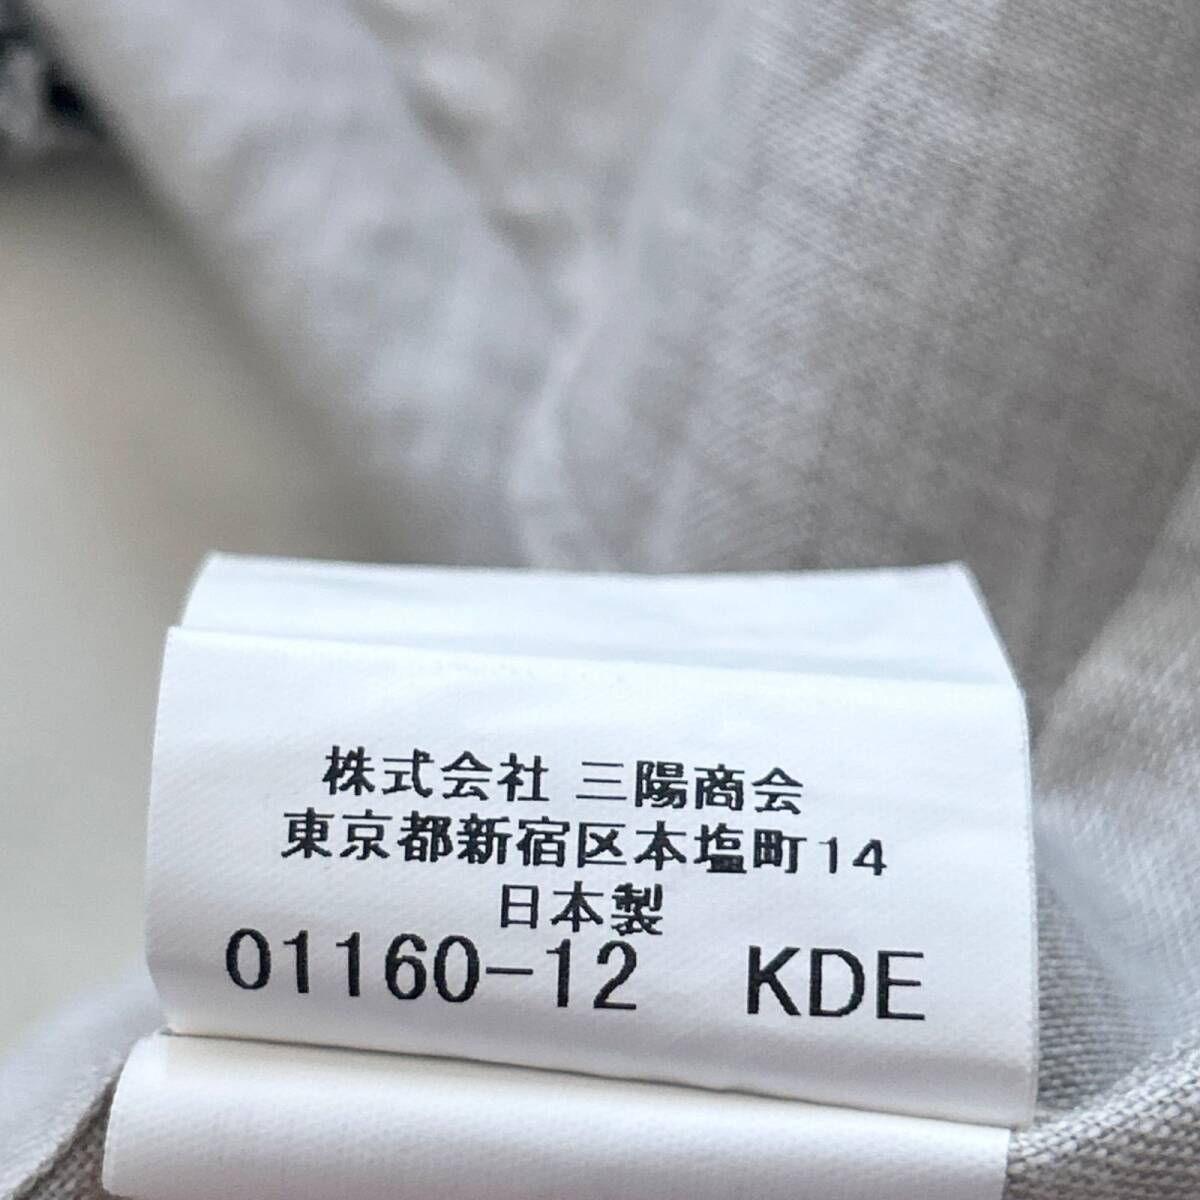 株式会社 三陽商会
東京都新宿区本塩町14
日本製
01160-12 KDE